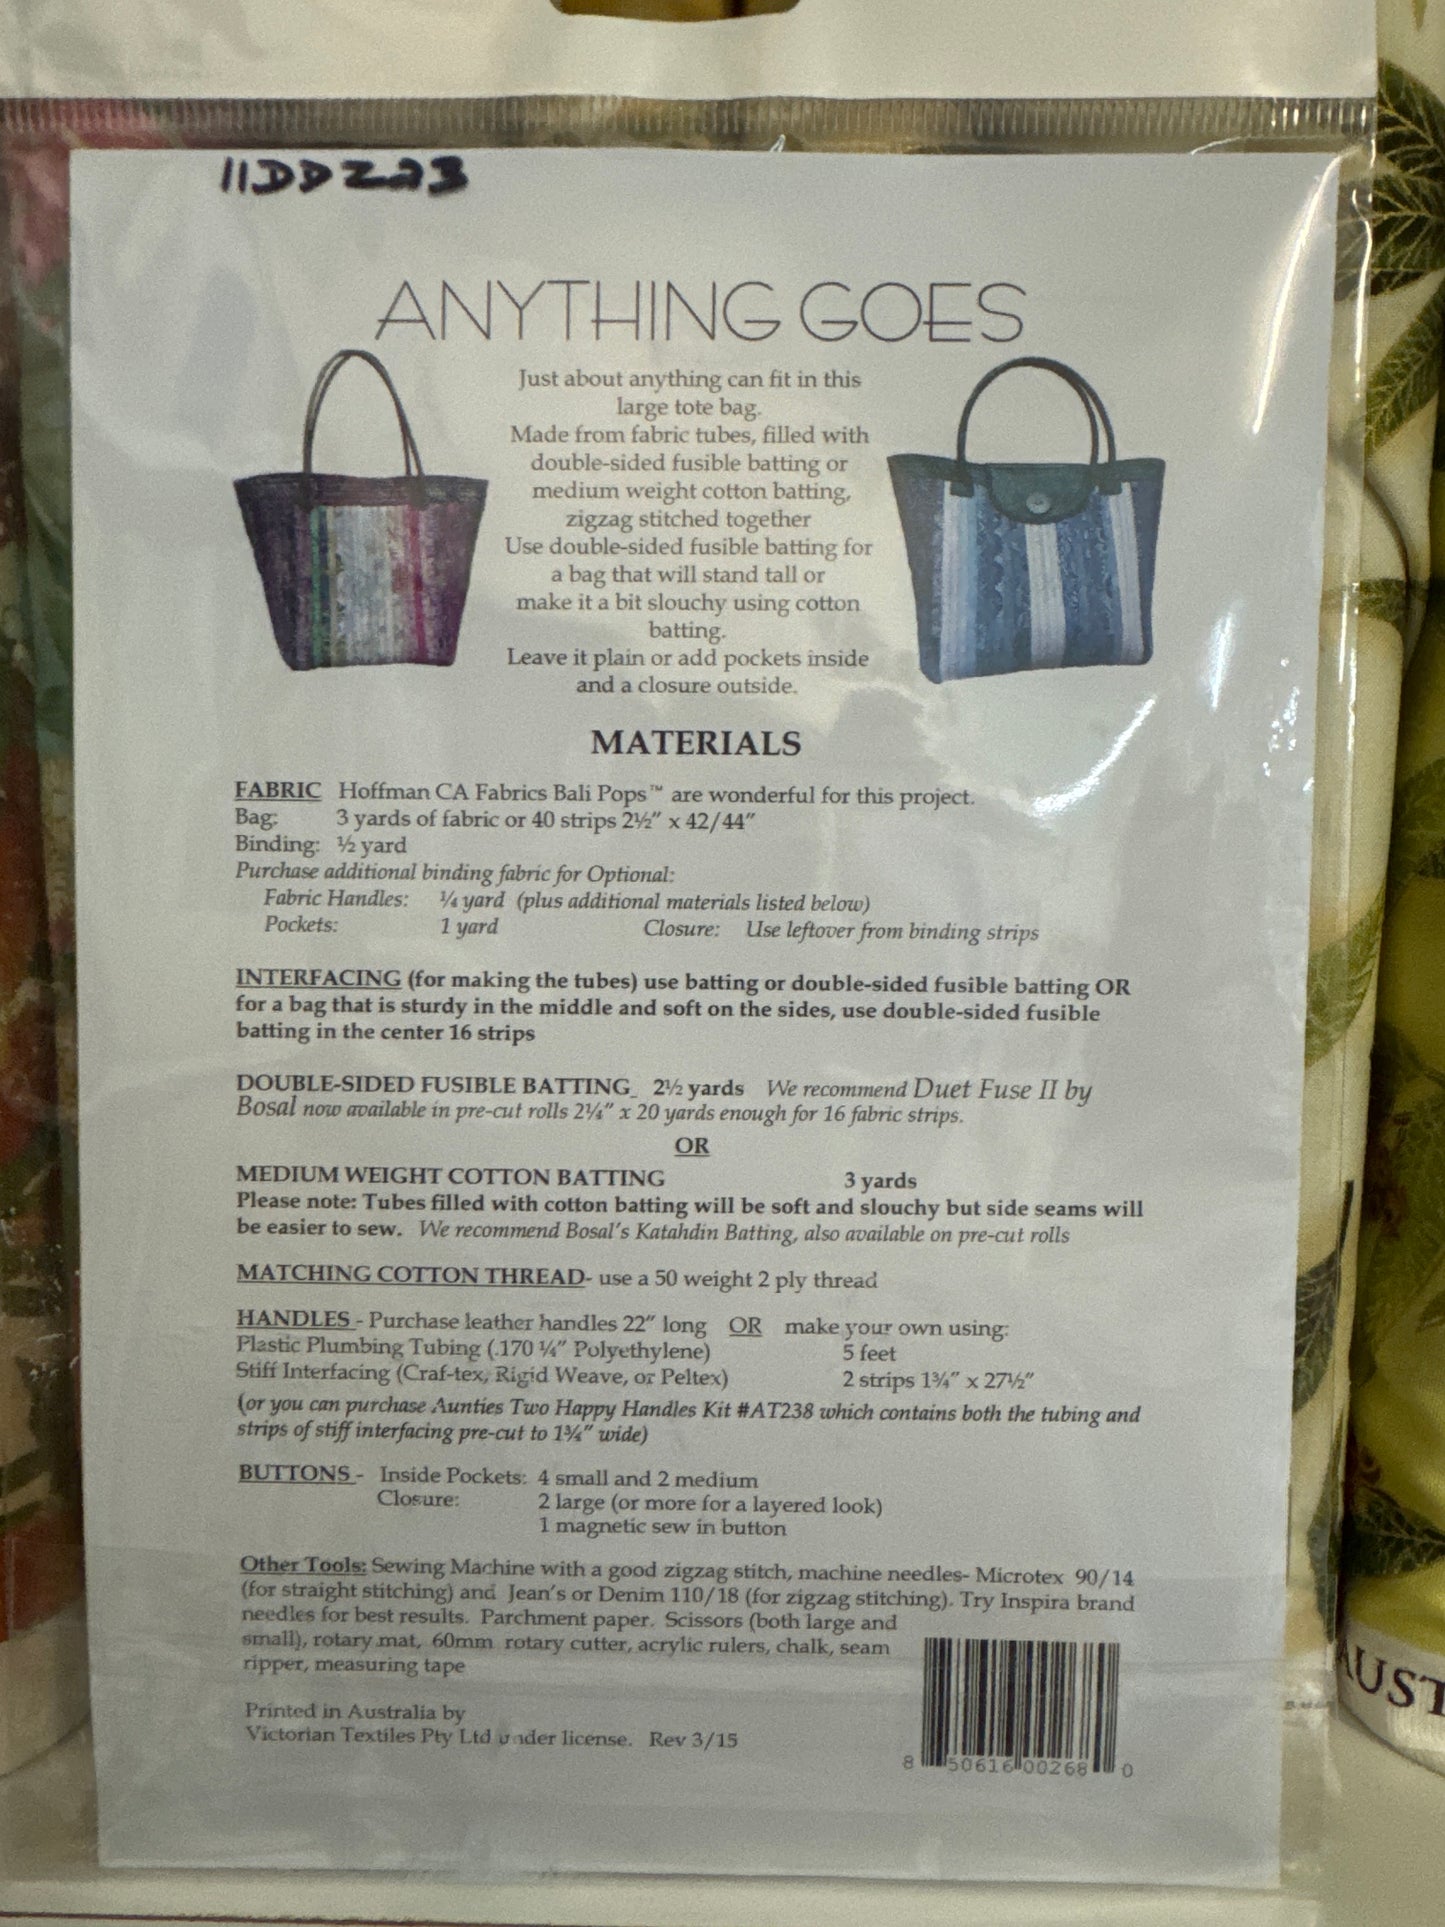 11DDZ23
ANYTHING GOES
Just about anything can fit in this
large tote bag.
Made from fabric tubes, filled with
double-sided fusible batting or
medium weight cotton batting,
zigzag stitched together
Use double-sided fusible batting for
a bag that will stand tall or
make it a bit slouchy using cotton
batting.
Leave it plain or add pockets inside
and a closure outside.
MATERIALS
FABRIC Hoffman CA Fabrics Bali Pops™ are wonderful for this project.
Bag: 3 yards of fabric or 40 strips 2½" x 42/44"
Binding: ½ yard
Purchase additional binding fabric for Optional:
Fabric Handles: ¼ yard (plus additional materials listed below)
Pockets: 1 yard Closure: Use leftover from binding strips
INTERFACING (for making the tubes) use batting or double-sided fusible batting OR
for a bag that is sturdy in the middle and soft on the sides, use double-sided fusible
batting in the center 16 strips
DOUBLE-SIDED FUSIBLE BATTING 2½ yards We recommend Duet Fuse II by
Bosal now available in pre-cut rolls 2¼" x 20 yards enough for 16 fabric strips.
OR
MEDIUM WEIGHT COTTON BATTING 3 yards
Please note: Tubes filled with cotton batting will be soft and slouchy but side seams will
be easier to sew. We recommend Bosal's Katahdin Batting, also available on pre-cut rolls
MATCHING COTTON THREAD- use a 50 weight 2 ply thread
HANDLES - Purchase leather handles 22" long OR make your own using:
Plastic Plumbing Tubing (.170 ¼" Polyethylene) 5 feet
Stiff Interfacing (Craf-tex, Rigid Weave, or Peltex) 2 strips 1¾" x 27½"
(or you can purchase Aunties Two Happy Handles Kit #AT238 which contains both the tubing and
strips of stiff interfacing pre-cut to 1¾" wide)
BUTTONS - Inside Pockets: 4 small and 2 medium
Closure: 2 large (or more for a layered look)
1 magnetic sew in button
Other Tools: Sewing Machine with a good zigzag stitch, machine needles- Microtex 90/14
(for straight stitching) and Jean's or Denim 110/18 (for zigzag stitching). Try Inspira brand
needles for best results. Parchment paper. Scissors (both large and
small), rotary mat, 60mm rotary cutter, acrylic rulers, chalk, seam
ripper, measuring tape
Printed in Australia by
Victorian Textiles Pty Ltd under license. Rev 3/15
8 50616 00268 0
AUST